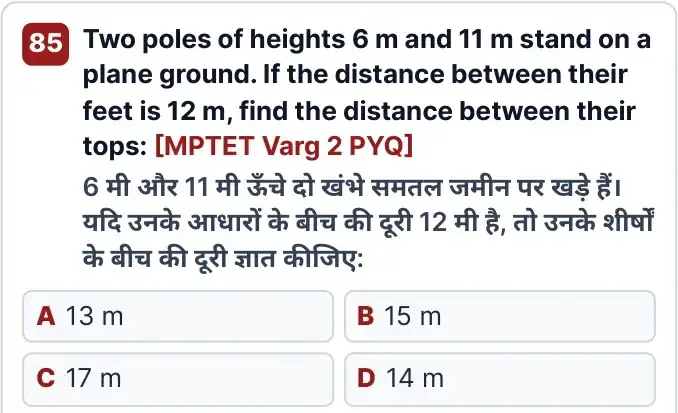 85 Two poles of heights 6 m and 11 m stand on a
plane ground. If the distance between their
feet is 12 m, find the distance between their
tops: [MPTET Varg 2 PYQ]
6 मी और 11 मी ऊँचे दो खंभे समतल जमीन पर खड़े हैं।
यदि उनके आधारों के बीच की दूरी 12 मी है, तो उनके शीर्षों
के बीच की दूरी ज्ञात कीजिए:
A 13 m
B 15 m
C 17 m
D 14 m